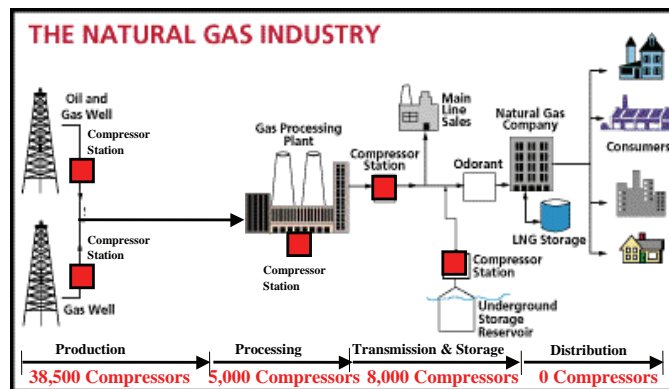 THE NATURAL GAS INDUSTRY
Oil and
Gas Well
Compressor
Station
Compressor
Station
Gas Well
Gas Processing
Plant
Compressor
Station
Compressor
Station
Main
Line
Sales
Odorant
Natural Gas
Company
LNG Storage
Consumers
Compressor
Station
Underground
Storage
Reservoir
Production
Processing
Transmission & Storage
Distribution
38,500 Compressors
5,000 Compressors
8,000 Compressors
0 Compressors